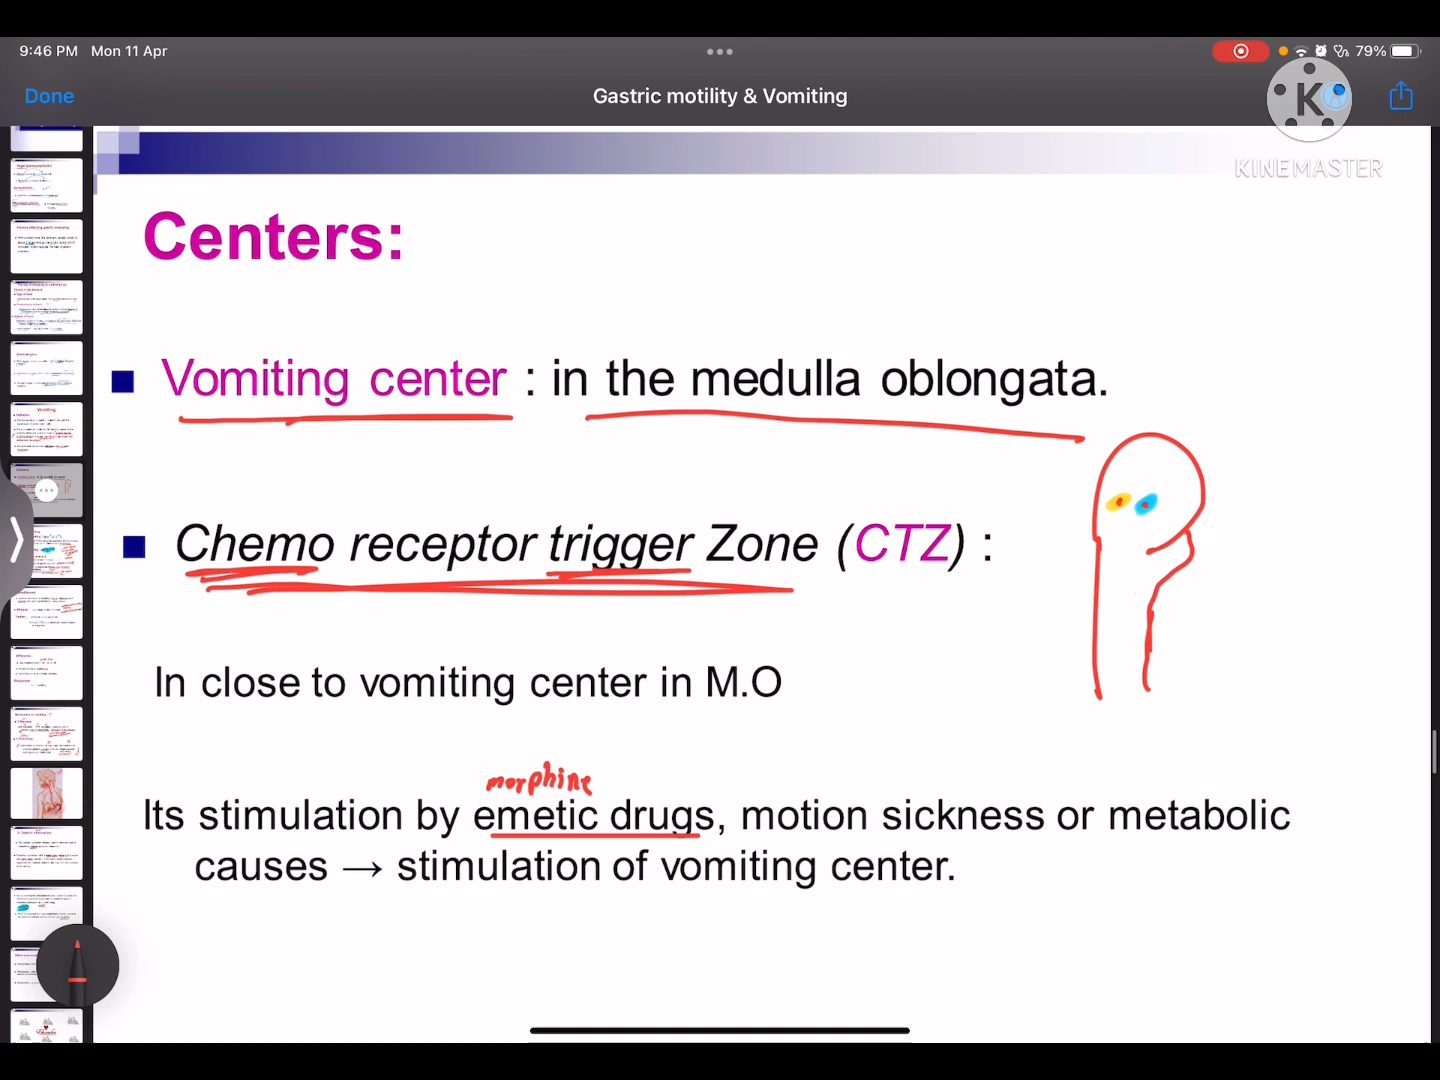 9:46 PM Mon 11 Apr
79%
Done
Gastric motility & Vomiting
K
KINEMASTER
Centers:
Vomiting center : in the medulla oblongata.
Chemo receptor trigger Zone (CTZ) :
In close to vomiting center in M.O
morphine
Its stimulation by emetic drugs, motion sickness or metabolic
causes → stimulation of vomiting center.